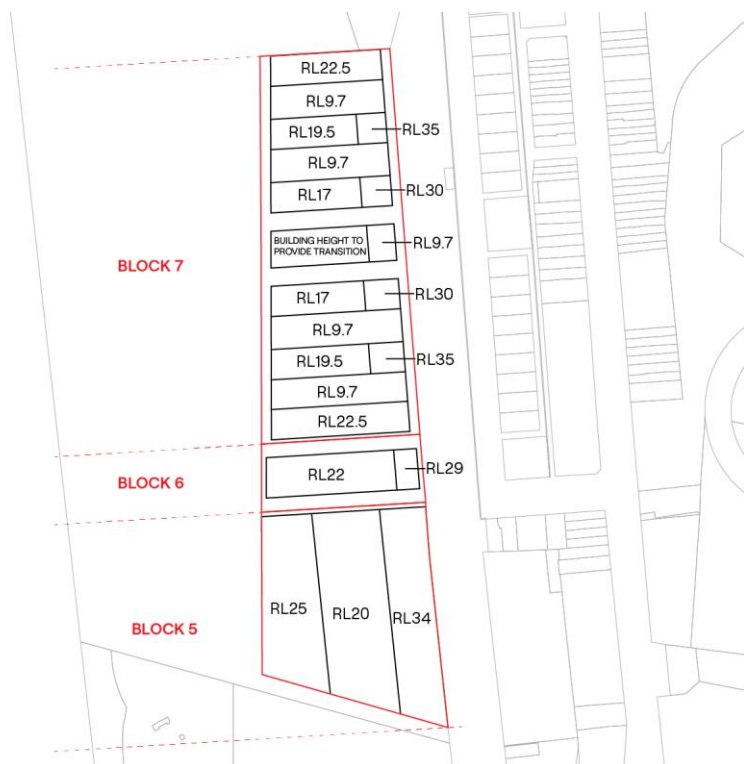 RL22.5
RL9.7
RL19.5
RL35
RL9.7
RL17
RL30
BUILDING HEIGHT TO
PROVIDE TRANSITION
RL9.7
BLOCK 7
RL17
RL30
RL9.7
RL19.5
RL35
RL9.7
RL22.5
BLOCK 6
RL22
RL29
BLOCK 5
RL25
RL20
RL34